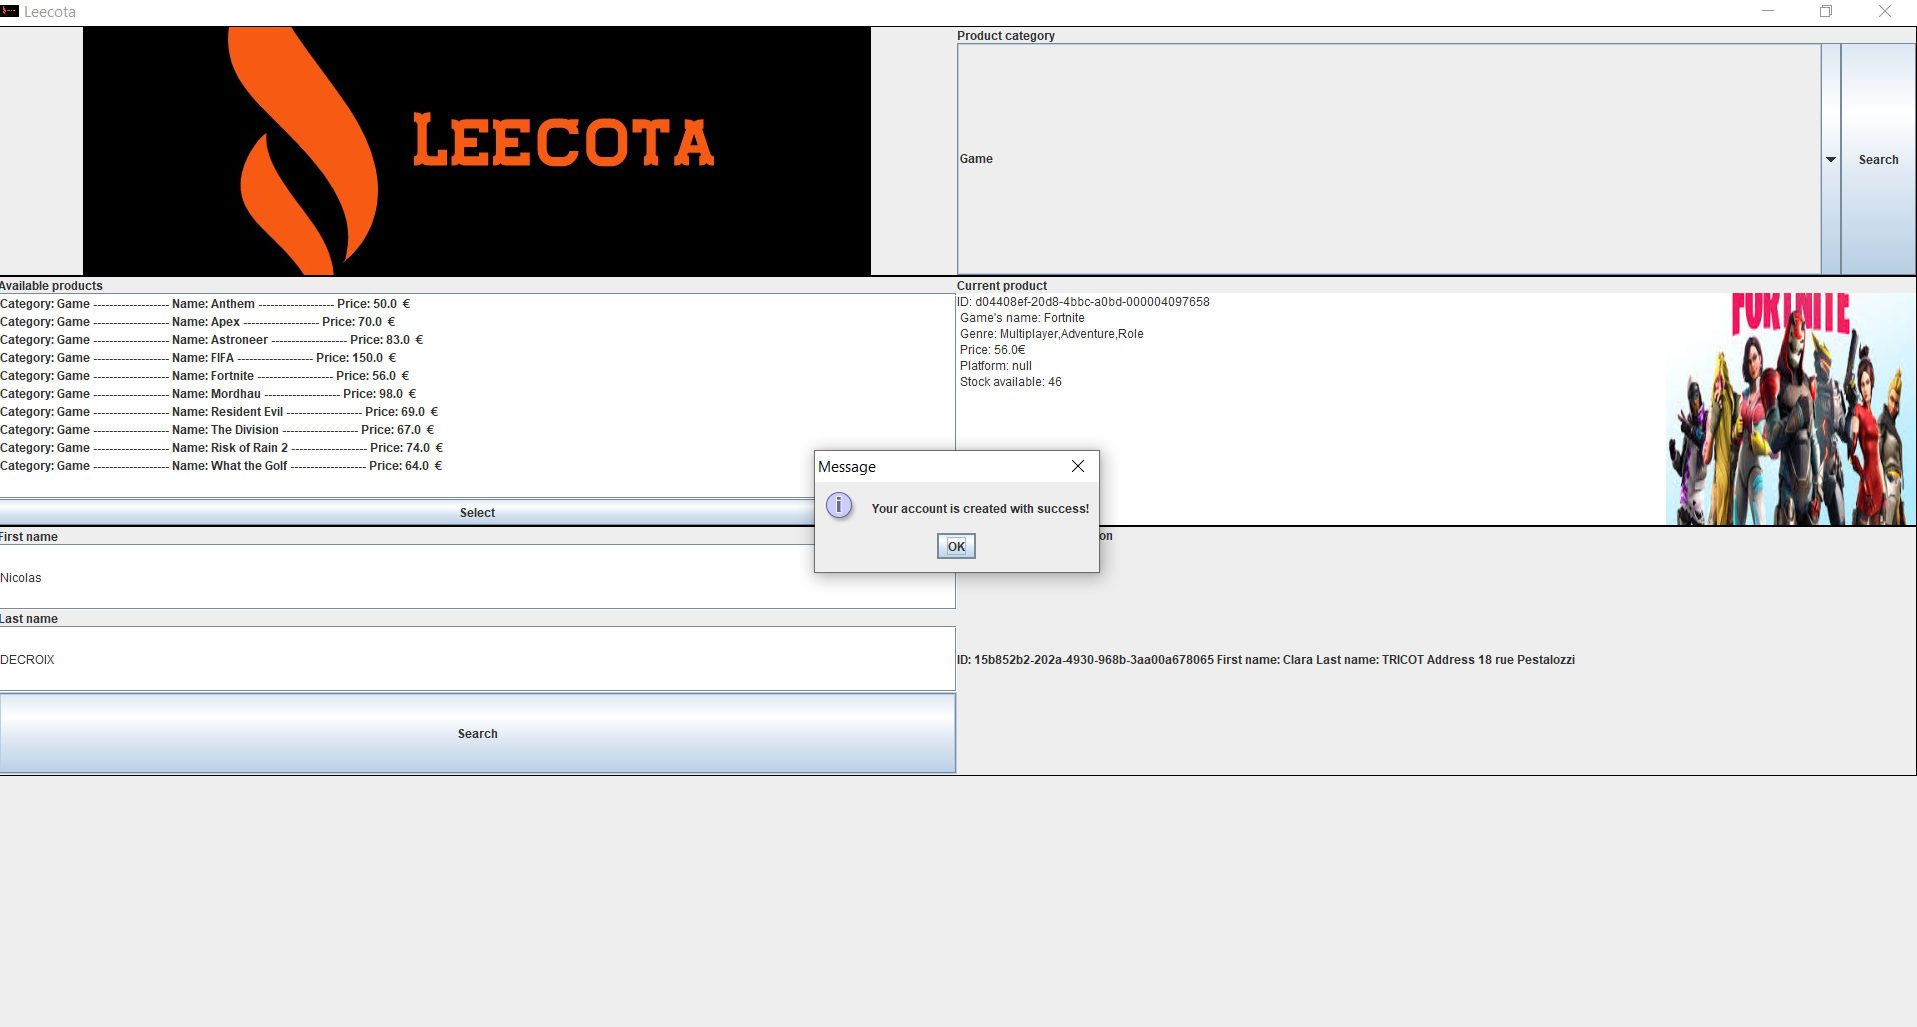 Leecota
LEECOTA
Product category
Game
Search
Available products
Category: Game ------------------- Name: Anthem ------------------- Price: 50.0 €
Category: Game ------------------- Name: Apex ------------------- Price: 70.0 €
Category: Game ------------------- Name: Astroneer ------------------- Price: 83.0 €
Category: Game ------------------- Name: FIFA ------------------- Price: 150.0 €
Category: Game ------------------- Name: Fortnite ------------------- Price: 56.0 €
Category: Game ------------------- Name: Mordhau ------------------- Price: 98.0 €
Category: Game ------------------- Name: Resident Evil ------------------- Price: 69.0 €
Category: Game ------------------- Name: The Division ------------------- Price: 67.0 €
Category: Game ------------------- Name: Risk of Rain 2 ------------------- Price: 74.0 €
Category: Game ------------------- Name: What the Golf ------------------- Price: 64.0 €
Select
Current product
ID: d04408ef-20d8-4bbc-a0bd-000004097658
Game's name: Fortnite
Genre: Multiplayer,Adventure,Role
Price: 56.0€
Platform: null
Stock available: 46
FORTNITE
Message
Your account is created with success!
OK
on
First name
Nicolas
Last name
DECROIX
Search
ID: 15b852b2-202a-4930-968b-3aa00a678065 First name: Clara Last name: TRICOT Address 18 rue Pestalozzi